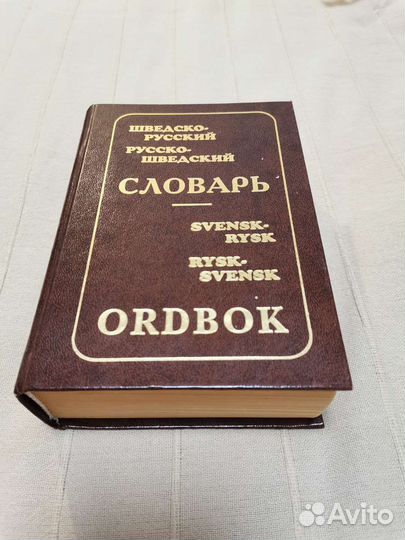 ШВЕДСКО-
РУССКИЙ
РУССКО-
ШВЕДСКИЙ
СЛОВАРЬ
SVENSK-
RYSK
RYSK-
SVENSK
ORDBOK
Avito